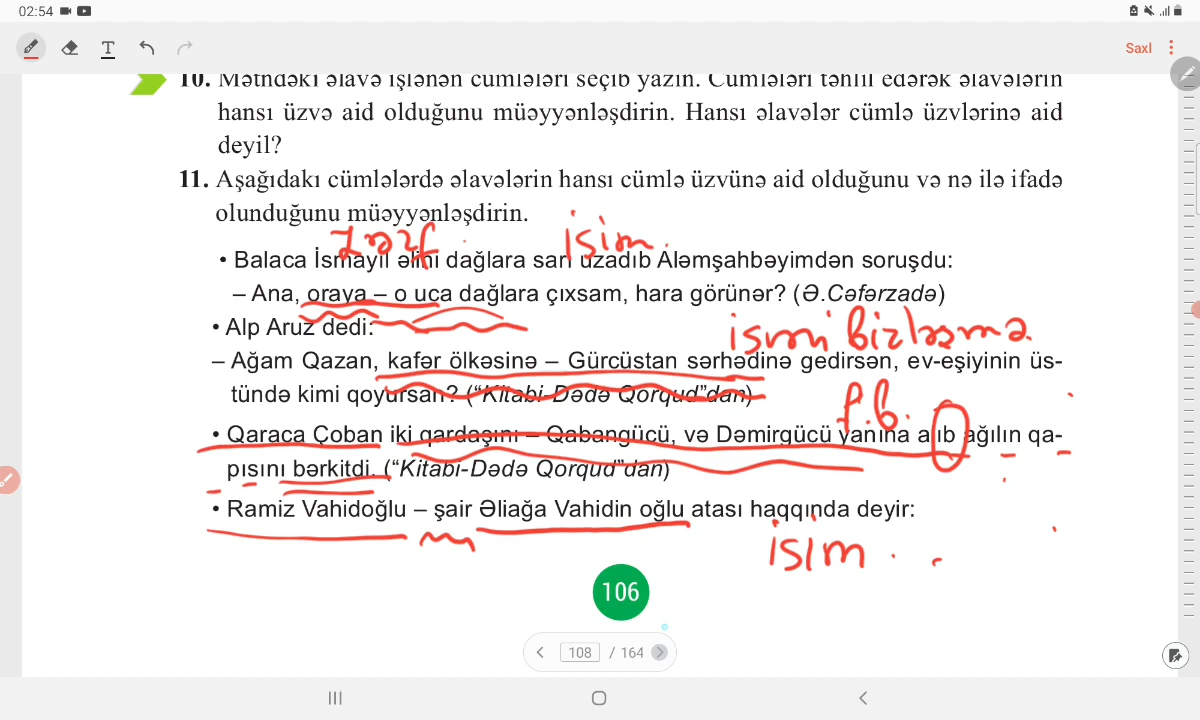 02:54
T
Saxl
10. Mətndəki əlavə işlənən cümlələri seçib yazın. Cümlələri təhlil edərək əlavələrin
hansı üzvə aid olduğunu müəyyənləşdirin. Hansı əlavələr cümlə üzvlərinə aid
deyil?
11. Aşağıdakı cümlələrdə əlavələrin hansı cümlə üzvünə aid olduğunu və nə ilə ifadə
olunduğunu müəyyənləşdirin.
zərf isim.
• Balaca İsmayıl əlini dağlara sarı uzadıb Aləmşahbəyimdən soruşdu:
– Ana, oraya – o uca dağlara çıxsam, hara görünər? (Ə.Cəfərzadə)
• Alp Aruz dedi:
ismi birləşmə.
– Ağam Qazan, kafər ölkəsinə – Gürcüstan sərhədinə gedirsən, ev-eşiyinin üs-
tündə kimi qoyursan? (“Kitabi-Dədə Qorqud”dan)
f.b.
• Qaraca Çoban iki qardaşını – Qabangücü, və Dəmirgücü yanına alıb ağılın qa-
pısını bərkitdi. (“Kitabi-Dədə Qorqud”dan)
• Ramiz Vahidoğlu – şair Əliağa Vahidin oğlu atası haqqında deyir:
isim
106
108 / 164